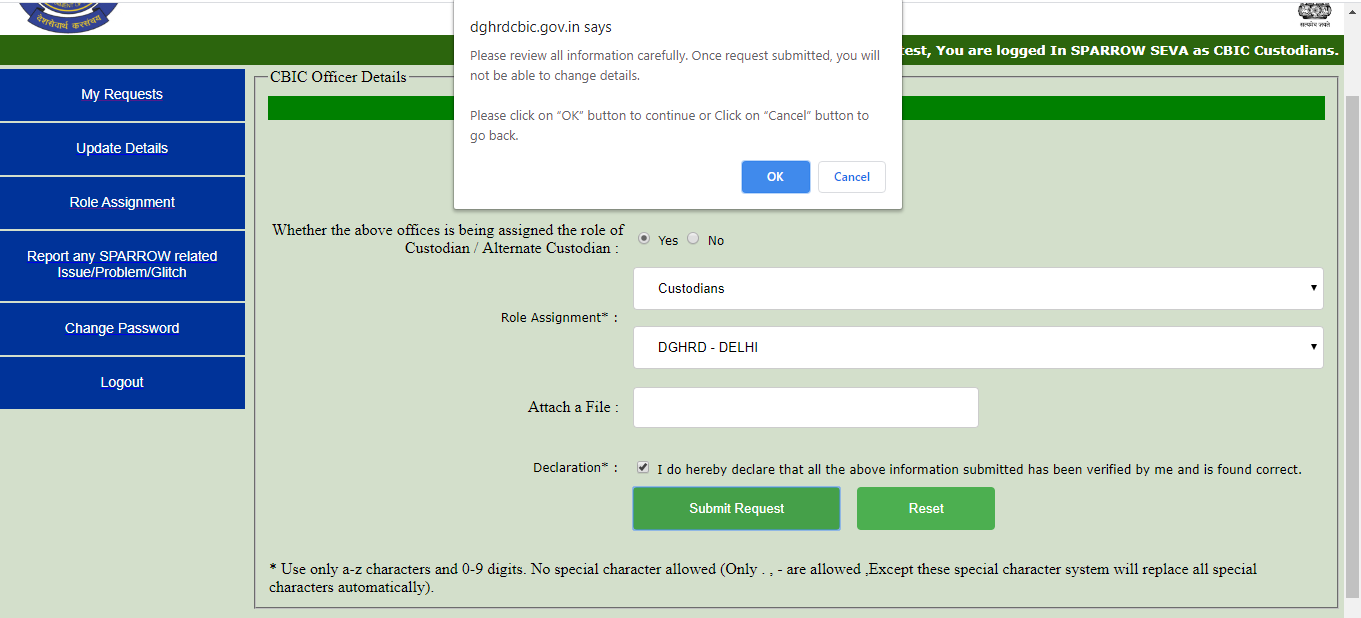 देशसेवार्थ करसंचय
सत्यमेव जयते
dghrdcbic.gov.in says
Please review all information carefully. Once request submitted, you will
not be able to change details.
Please click on “OK” button to continue or Click on “Cancel” button to
go back.
OK
Cancel
test, You are logged In SPARROW SEVA as CBIC Custodians.
My Requests
Update Details
Role Assignment
Report any SPARROW related
Issue/Problem/Glitch
Change Password
Logout
CBIC Officer Details
Whether the above offices is being assigned the role of
Custodian / Alternate Custodian :
Yes
No
Role Assignment* :
Custodians
DGHRD - DELHI
Attach a File :
Declaration* :
I do hereby declare that all the above information submitted has been verified by me and is found correct.
Submit Request
Reset
* Use only a-z characters and 0-9 digits. No special character allowed (Only . , - are allowed ,Except these special character system will replace all special
characters automatically).